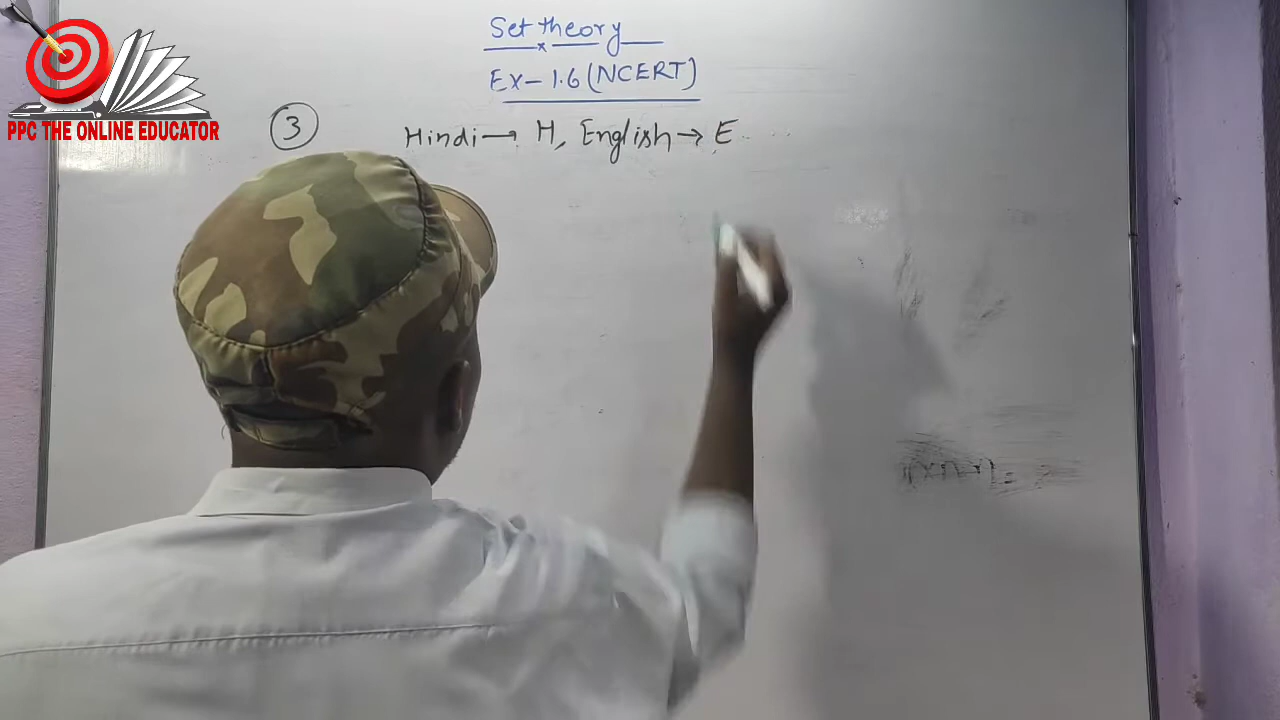 Set theory
Ex-1.6 (NCERT)
PPC THE ONLINE EDUCATOR
3 Hindi → H, English → E